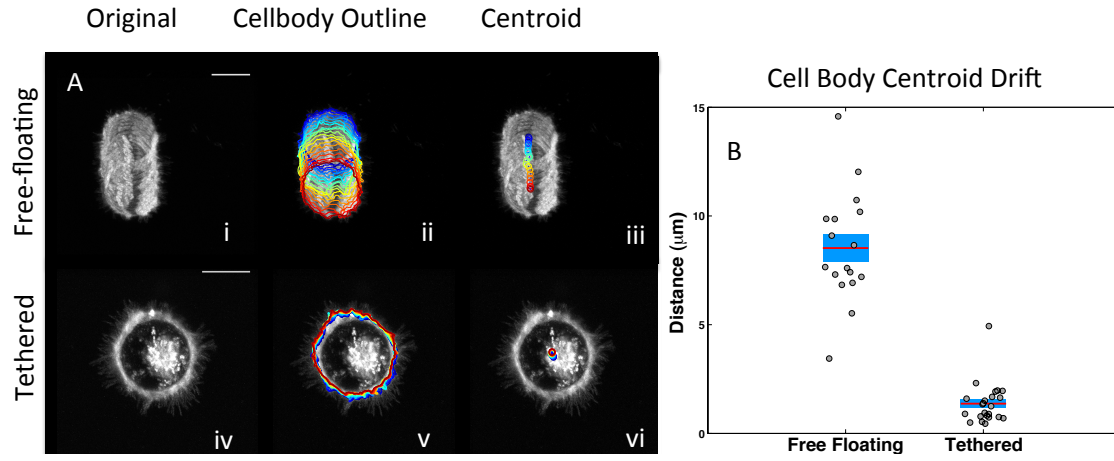 Original Cellbody Outline Centroid
Free-floating
A
i ii iii
Tethered
iv v vi
Cell Body Centroid Drift
B
Distance (μm)
15
10
5
0
Free Floating Tethered